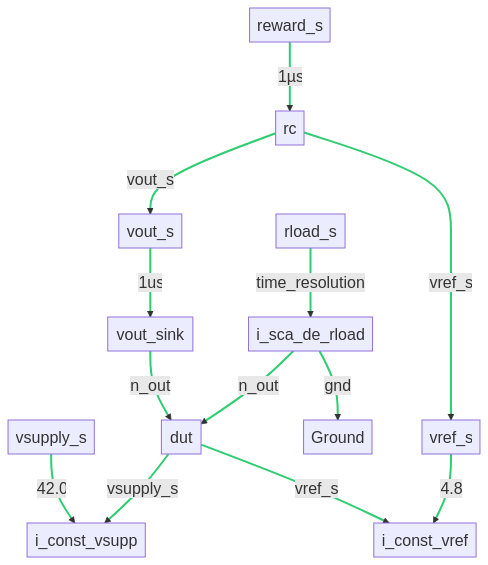 reward_s
1µs
rc
vout_s
vout_s
rload_s
1us
time_resolution
vref_s
vout_sink
i_sca_de_rload
n_out
n_out
gnd
vsupply_s
dut
Ground
vref_s
42.0
vsupply_s
vref_s
4.8
i_const_vsupp
i_const_vref